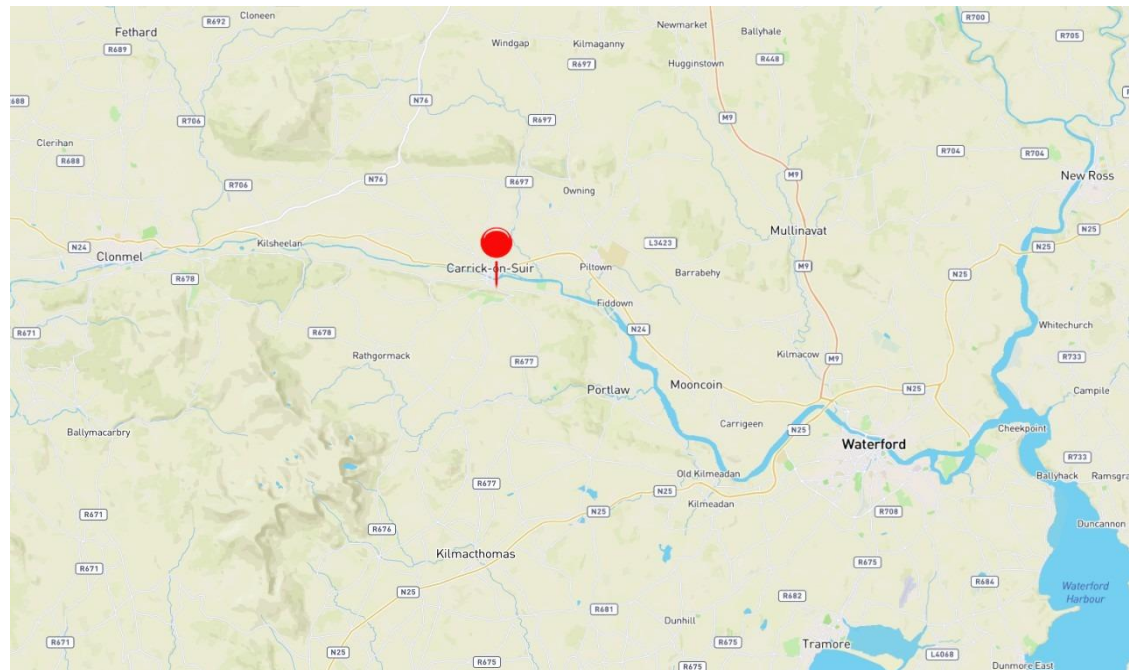 Fethard
R692
Cloneen
R689
Windgap
Kilmaganny
R697
Newmarket
Ballyhale
R448
Hugginstown
R700
R705
N76
R706
R697
M9
Clerihan
R688
R688
R706
N76
R697
Owning
M9
R704
R704
New Ross
N24
Clonmel
Kilsheelan
Carrick-on-Suir
Piltown
L3423
Barrabehy
Mullinavat
M9
N25
N25
N25
R678
R671
R678
Fiddown
N24
Whitechurch
Rathgormack
R677
Kilmacow
M9
R733
Portlaw
Mooncoin
N25
Campile
Ballymacarbry
Carrigeen
N25
Waterford
Cheekpoint
R733
Old Kilmeadan
Ballyhack
Ramsgra
R677
N25
Kilmeadan
R671
N25
R708
R676
Duncannon
Kilmacthomas
R671
R675
R684
Waterford
Harbour
N25
R681
R682
Dunhill
R671
R675
Tramore
R675
R675
L4068
Dunmore East